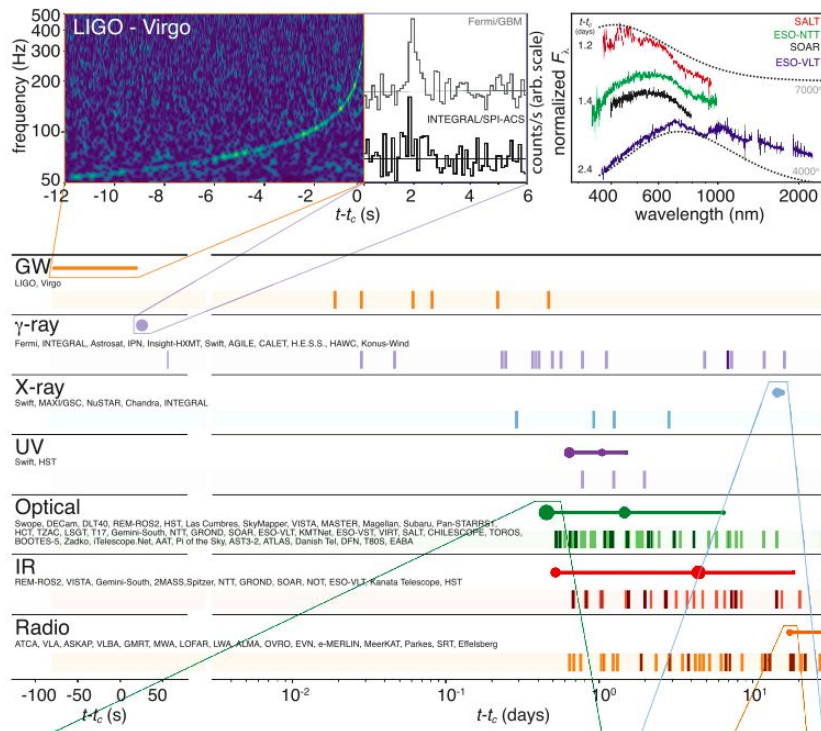 LIGO - Virgo
frequency (Hz)
500
400
300
200
100
50
-12 -10 -8 -6 -4 -2 0 2 4 6
t-tc (s)
Fermi/GBM
INTEGRAL/SPI-ACS
counts/s (arb. scale)
normalized Fλ
t-tc
(days)
1.2
1.4
2.4
SALT
ESO-NTT
SOAR
ESO-VLT
7000°
4000°
400 600 1000 2000
wavelength (nm)
GW
LIGO, Virgo
γ-ray
Fermi, INTEGRAL, Astrosat, IPN, Insight-HXMT, Swift, AGILE, CALET, H.E.S.S., HAWC, Konus-Wind
X-ray
Swift, MAXI/GSC, NuSTAR, Chandra, INTEGRAL
UV
Swift, HST
Optical
Swope, DECam, DLT40, REM-ROS2, HST, Las Cumbres, SkyMapper, VISTA, MASTER, Magellan, Subaru, Pan-STARRS1,
HCT, TZAC, LSGT, T17, Gemini-South, NTT, GROND, SOAR, ESO-VLT, KMTNet, ESO-VST, VIRT, SALT, CHILESCOPE, TOROS,
BOOTES-5, Zadko, iTelescope.Net, AAT, Pi of the Sky, AST3-2, ATLAS, Danish Tel, DFN, T80S, EABA
IR
REM-ROS2, VISTA, Gemini-South, 2MASS,Spitzer, NTT, GROND, SOAR, NOT, ESO-VLT, Kanata Telescope, HST
Radio
ATCA, VLA, ASKAP, VLBA, GMRT, MWA, LOFAR, LWA, ALMA, OVRO, EVN, e-MERLIN, MeerKAT, Parkes, SRT, Effelsberg
-100 -50 0 50 10⁻² 10⁻¹ 10⁰ 10¹
t-tc (s) t-tc (days)